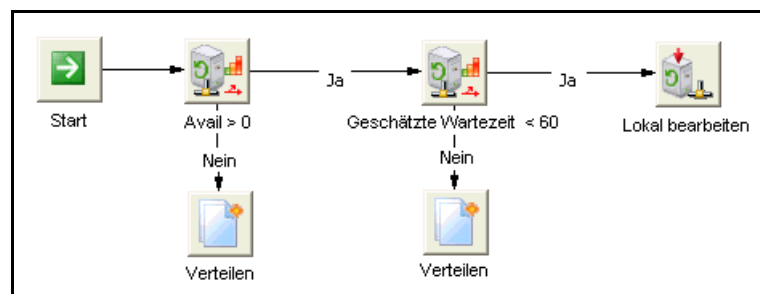 Start
Avail > 0
Ja
Geschätzte Wartezeit < 60
Ja
Lokal bearbeiten
Nein
Nein
Verteilen
Verteilen